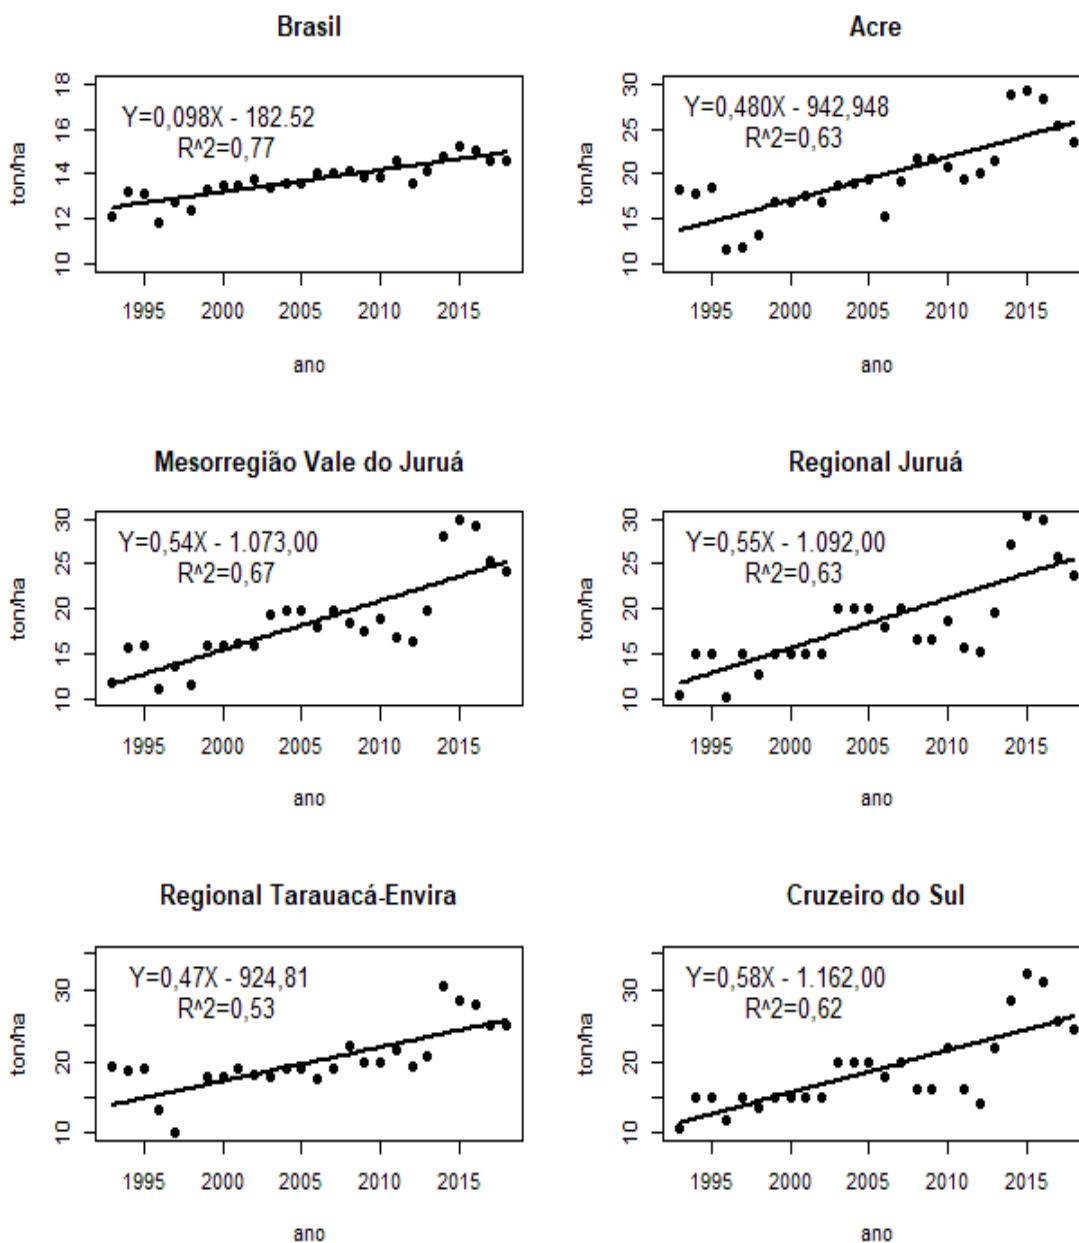 Brasil
ton/ha
18
16
14
12
10
Y=0,098X - 182.52
R^2=0,77
1995 2000 2005 2010 2015
ano
Acre
ton/ha
30
25
20
15
10
Y=0,480X - 942,948
R^2=0,63
1995 2000 2005 2010 2015
ano
Mesorregião Vale do Juruá
ton/ha
30
25
20
15
10
Y=0,54X - 1.073,00
R^2=0,67
1995 2000 2005 2010 2015
ano
Regional Juruá
ton/ha
30
25
20
15
10
Y=0,55X - 1.092,00
R^2=0,63
1995 2000 2005 2010 2015
ano
Regional Tarauacá-Envira
ton/ha
30
20
10
Y=0,47X - 924,81
R^2=0,53
1995 2000 2005 2010 2015
ano
Cruzeiro do Sul
ton/ha
30
20
10
Y=0,58X - 1.162,00
R^2=0,62
1995 2000 2005 2010 2015
ano